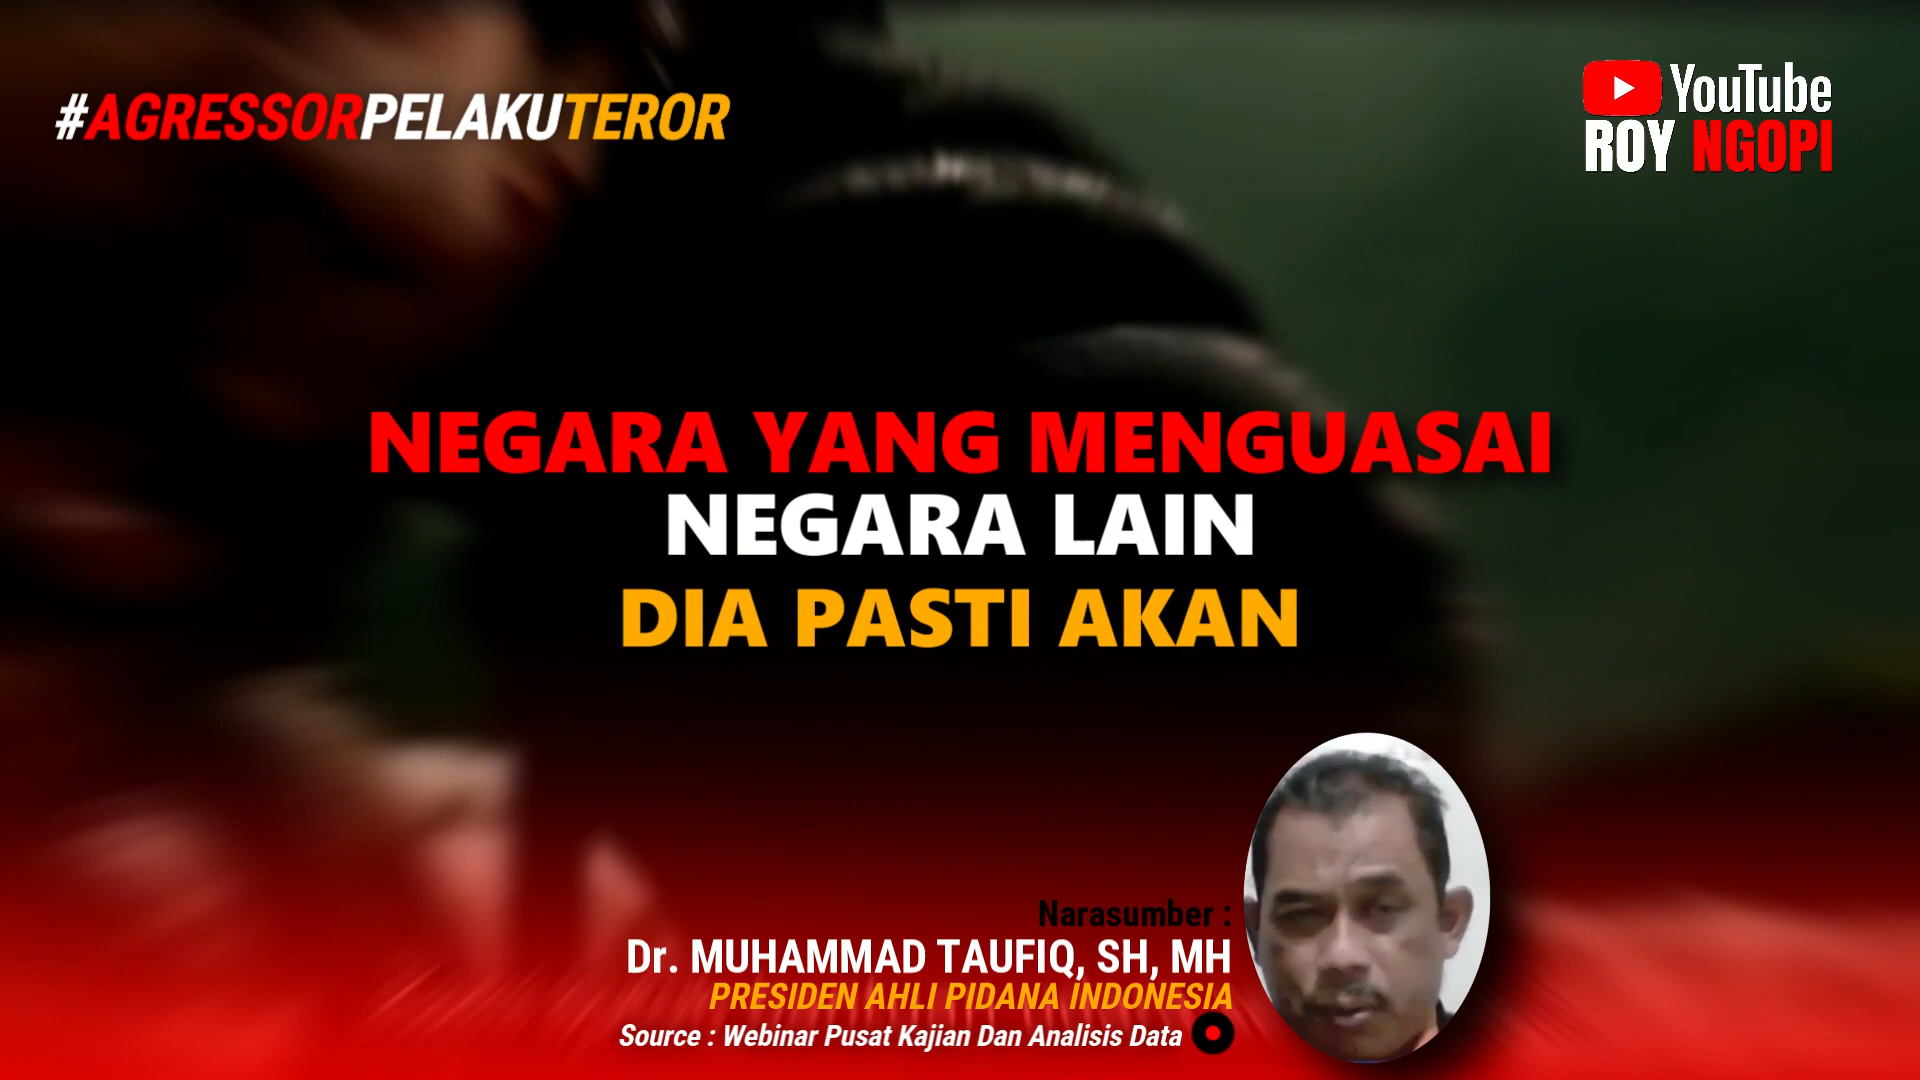 #AGRESSORPELAKUTEROR
YouTube
ROY NGOPI
NEGARA YANG MENGUASAI
NEGARA LAIN
DIA PASTI AKAN
Narasumber :
Dr. MUHAMMAD TAUFIQ, SH, MH
PRESIDEN AHLI PIDANA INDONESIA
Source : Webinar Pusat Kajian Dan Analisis Data